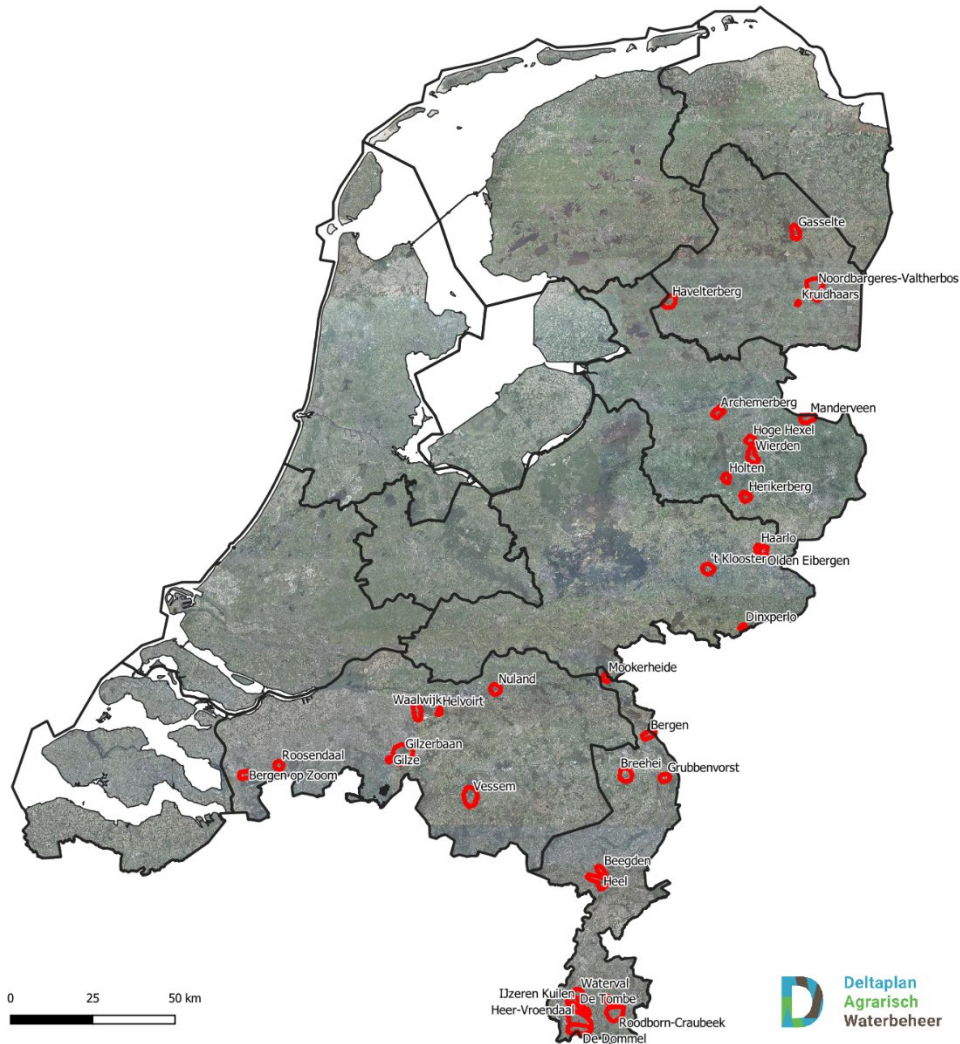 Gasselte
Noordbargeres-Valtherbos
Havelterberg
Kruidhaars
Archemerberg
Manderveen
Hoge Hexel
Wierden
Holten
Herikerberg
Haarlo
't Klooster
Olden Eibergen
Dinxperlo
Mookerheide
Nuland
Waalwijk
Helvoirt
Bergen
Gilzerbaan
Gilze
Roosendaal
Breehei
Grubbenvorst
Bergen op Zoom
Vessem
Beegden
Heel
Waterval
IJzeren Kuilen
De Tombe
Heer-Vroendaal
Roodborn-Craubeek
De Dommel
0 25 50 km
Deltaplan
Agrarisch
Waterbeheer